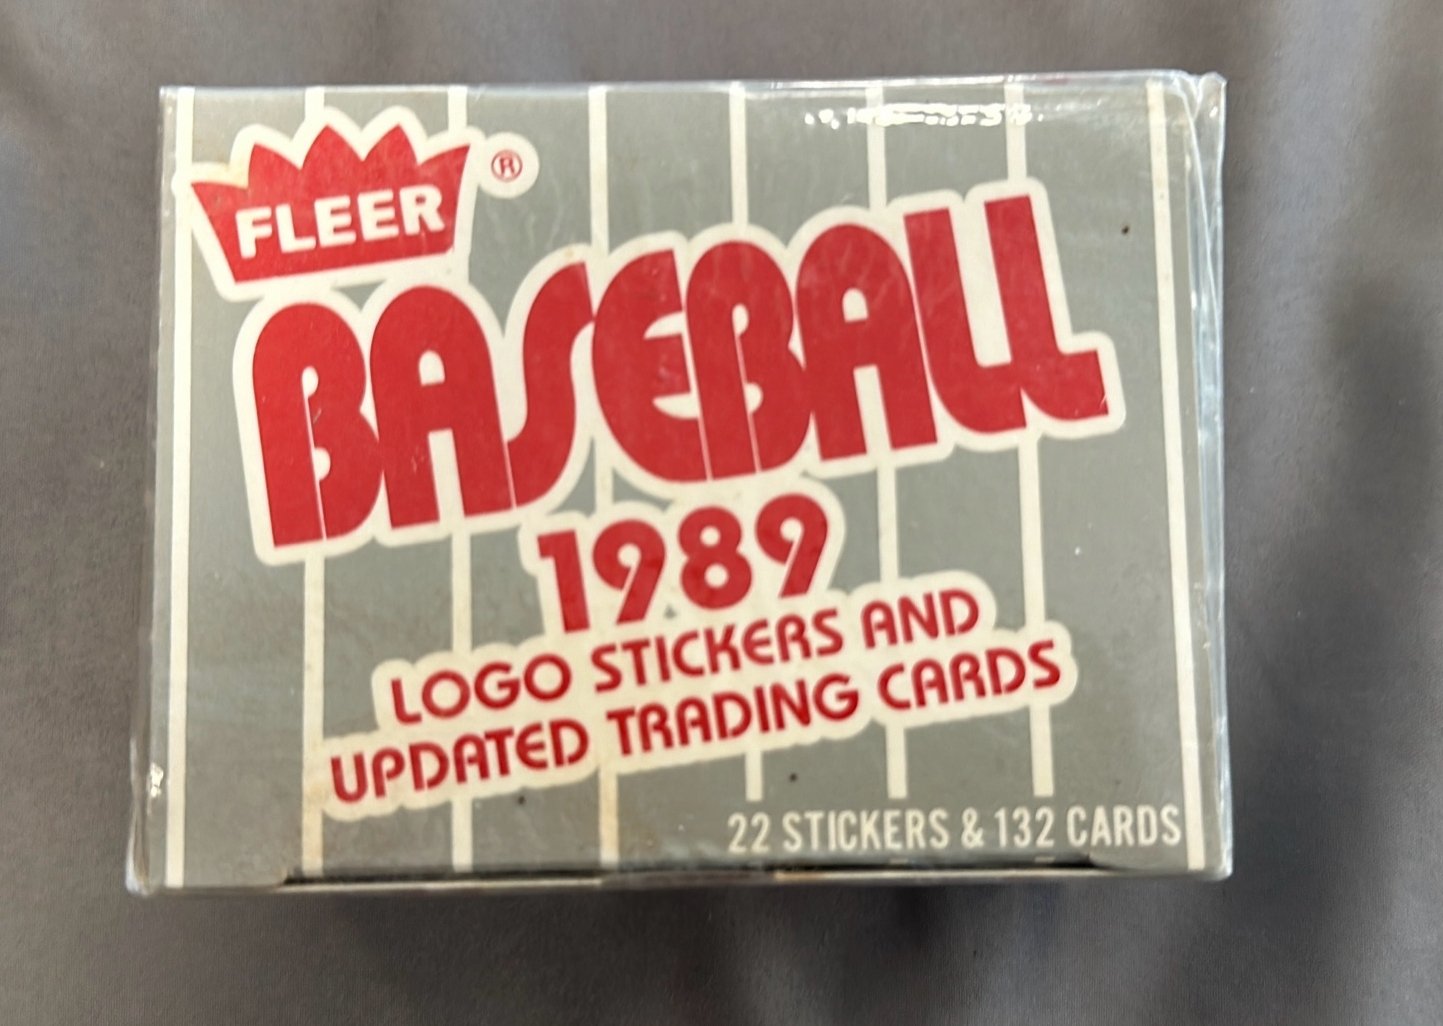 FLEER ®
BASEBALL
1989
LOGO STICKERS AND
UPDATED TRADING CARDS
22 STICKERS & 132 CARDS